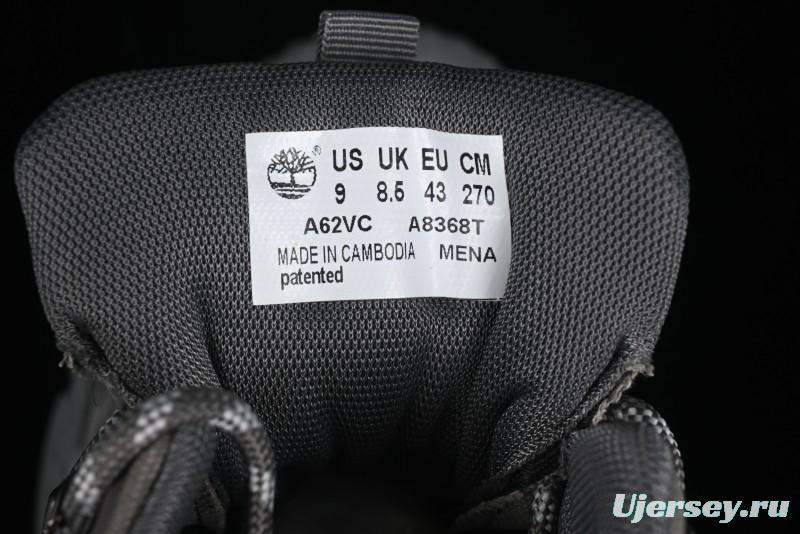 US UK EU CM
9 8.5 43 270
A62VC A8368T
MADE IN CAMBODIA MENA
patented
Ujersey.ru